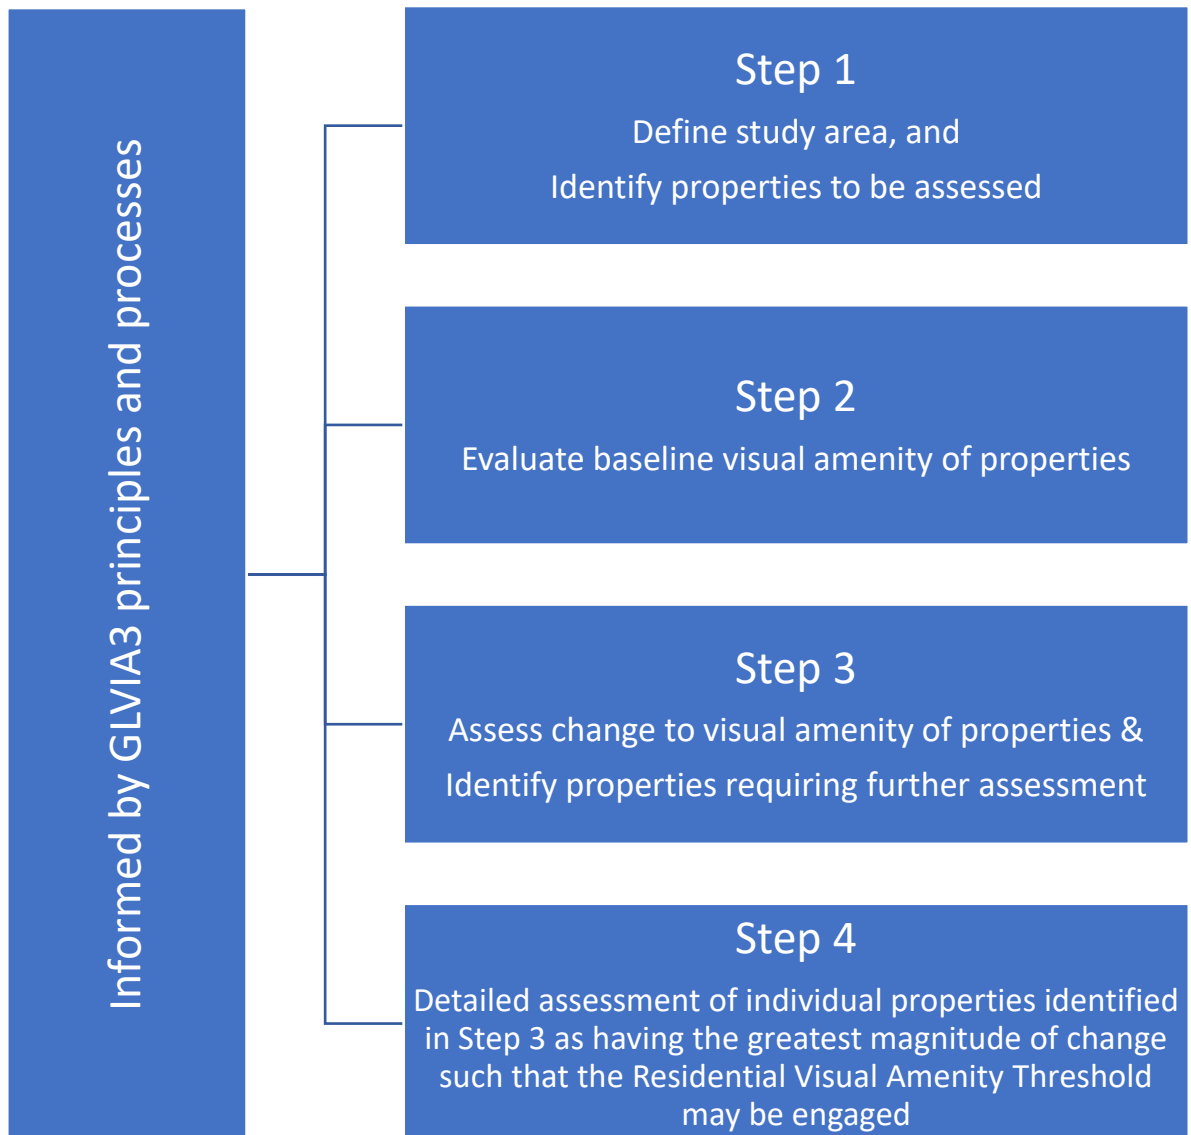 Informed by GLVIA3 principles and processes
Step 1
Define study area, and
Identify properties to be assessed
Step 2
Evaluate baseline visual amenity of properties
Step 3
Assess change to visual amenity of properties &
Identify properties requiring further assessment
Step 4
Detailed assessment of individual properties identified
in Step 3 as having the greatest magnitude of change
such that the Residential Visual Amenity Threshold
may be engaged